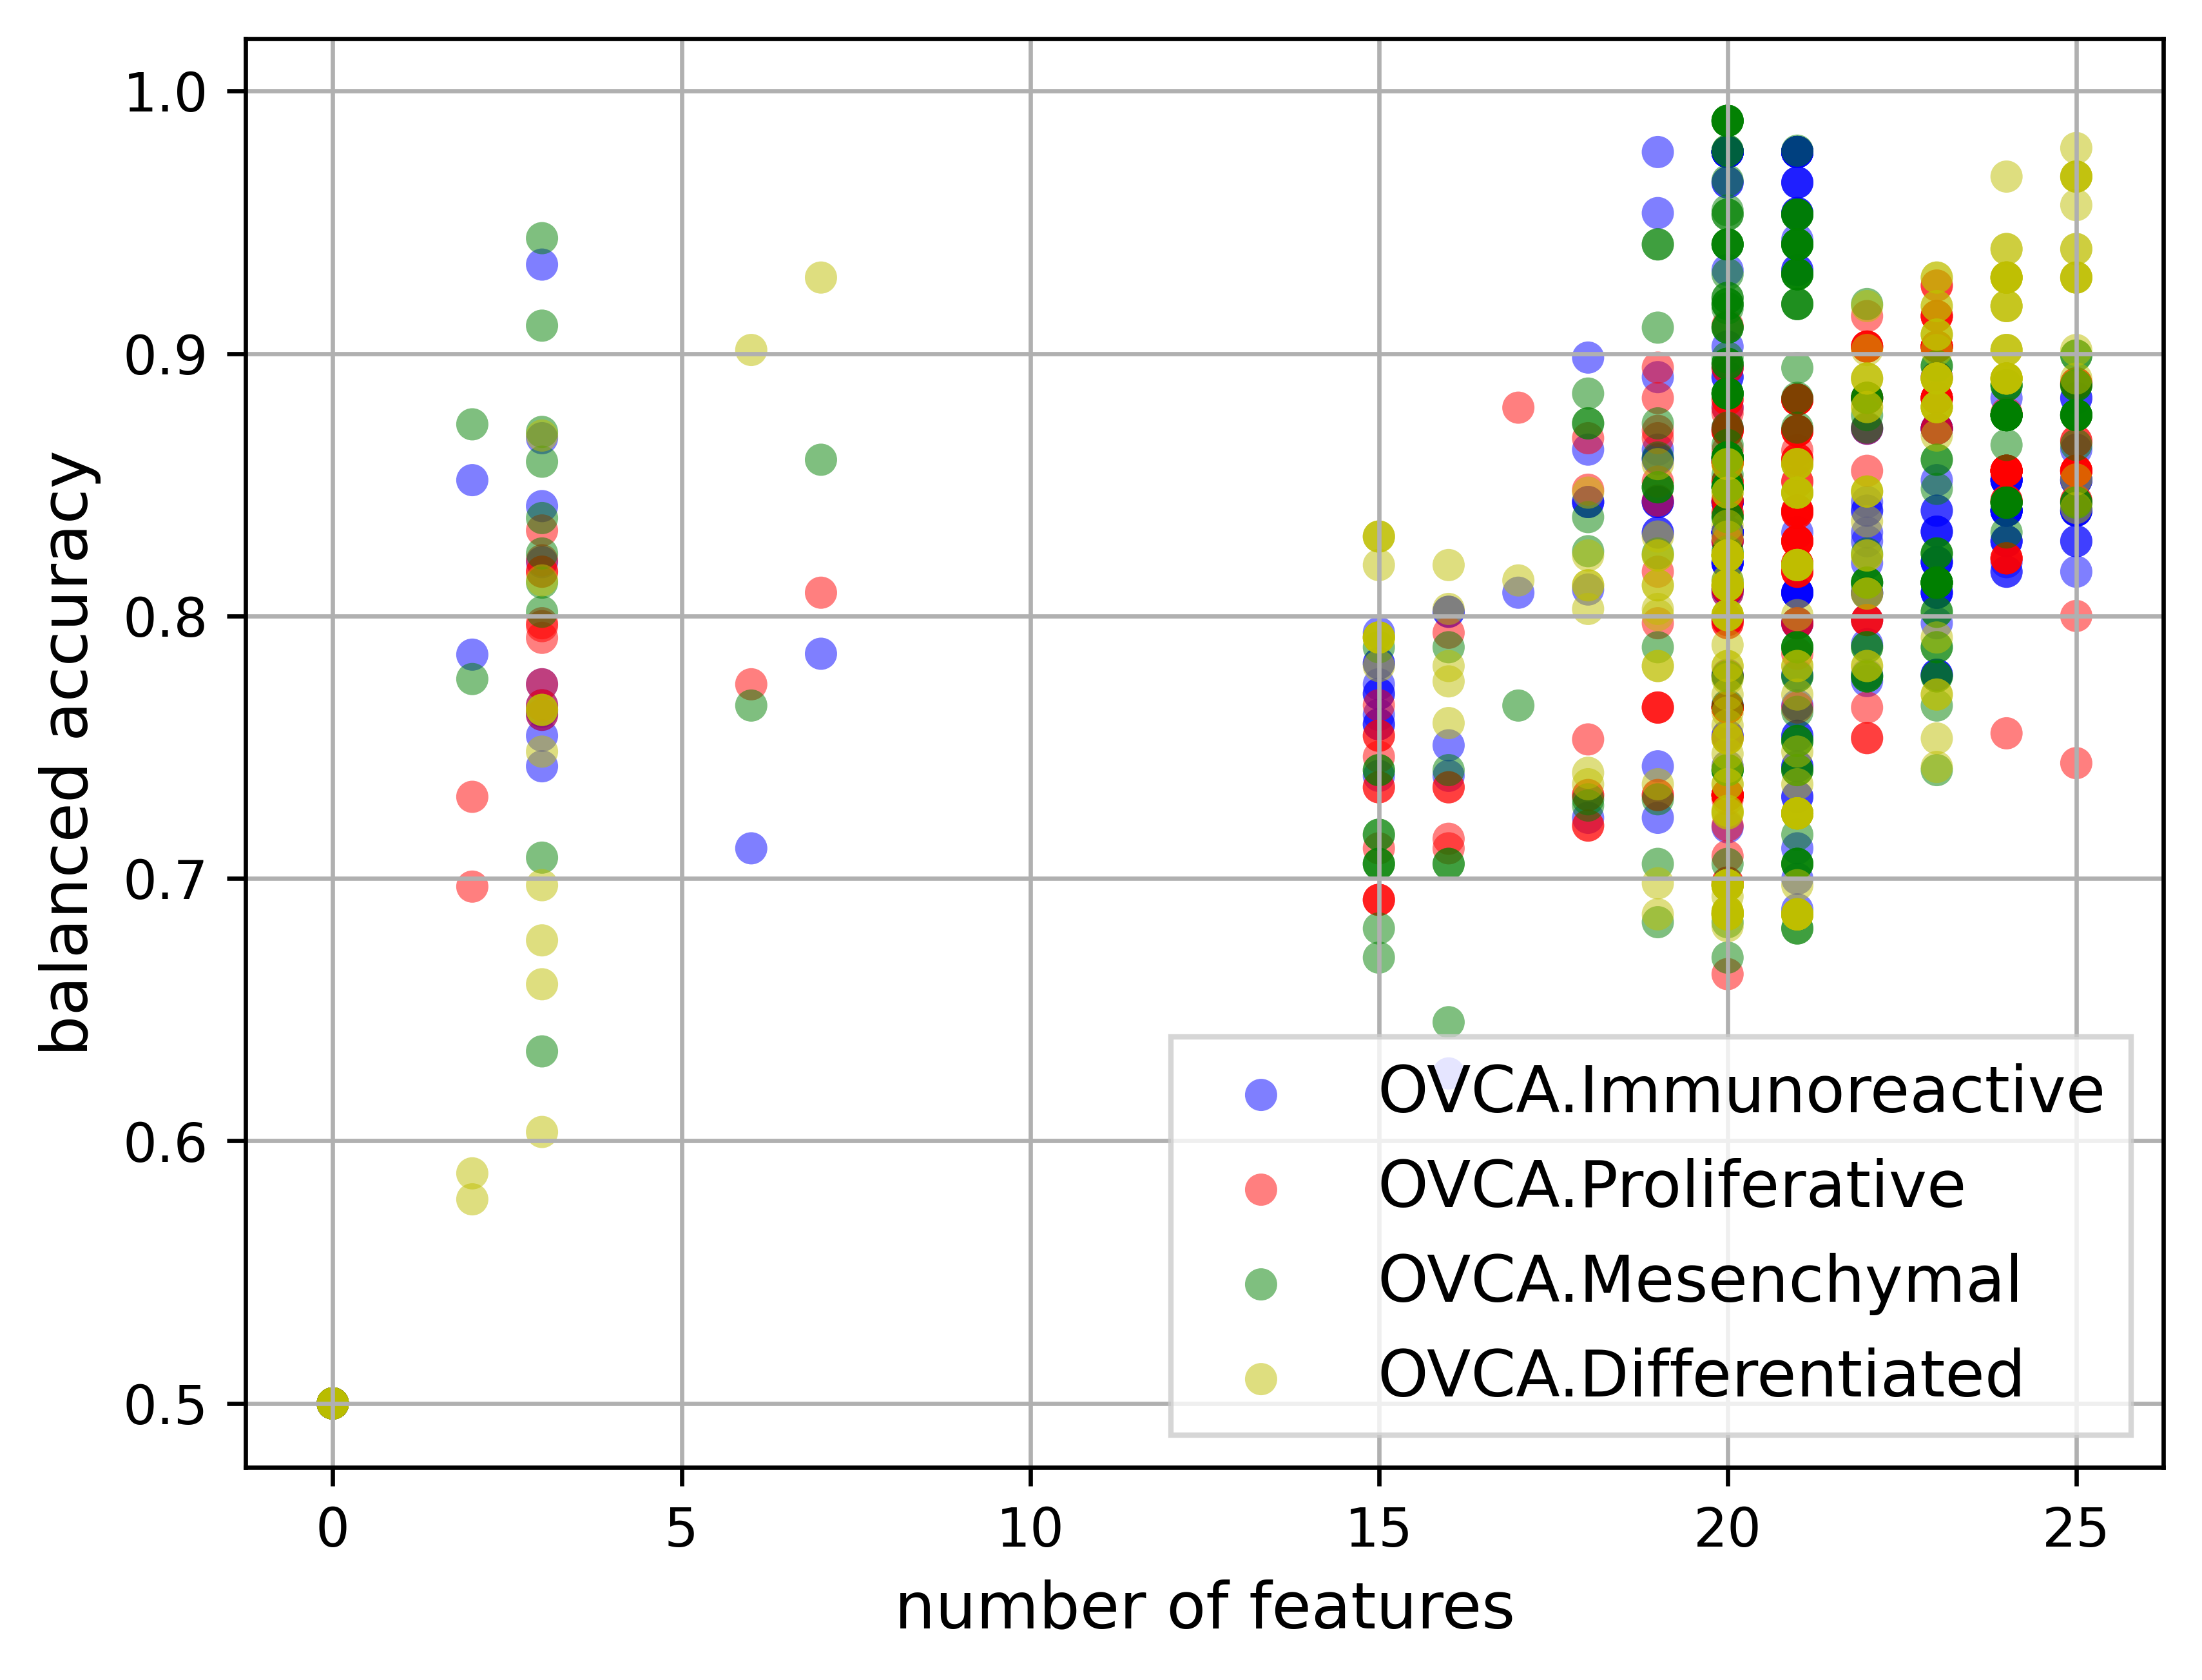 1.0
0.9
0.8
0.7
0.6
0.5
balanced accuracy
OVCA.Immunoreactive
OVCA.Proliferative
OVCA.Mesenchymal
OVCA.Differentiated
0 5 10 15 20 25
number of features